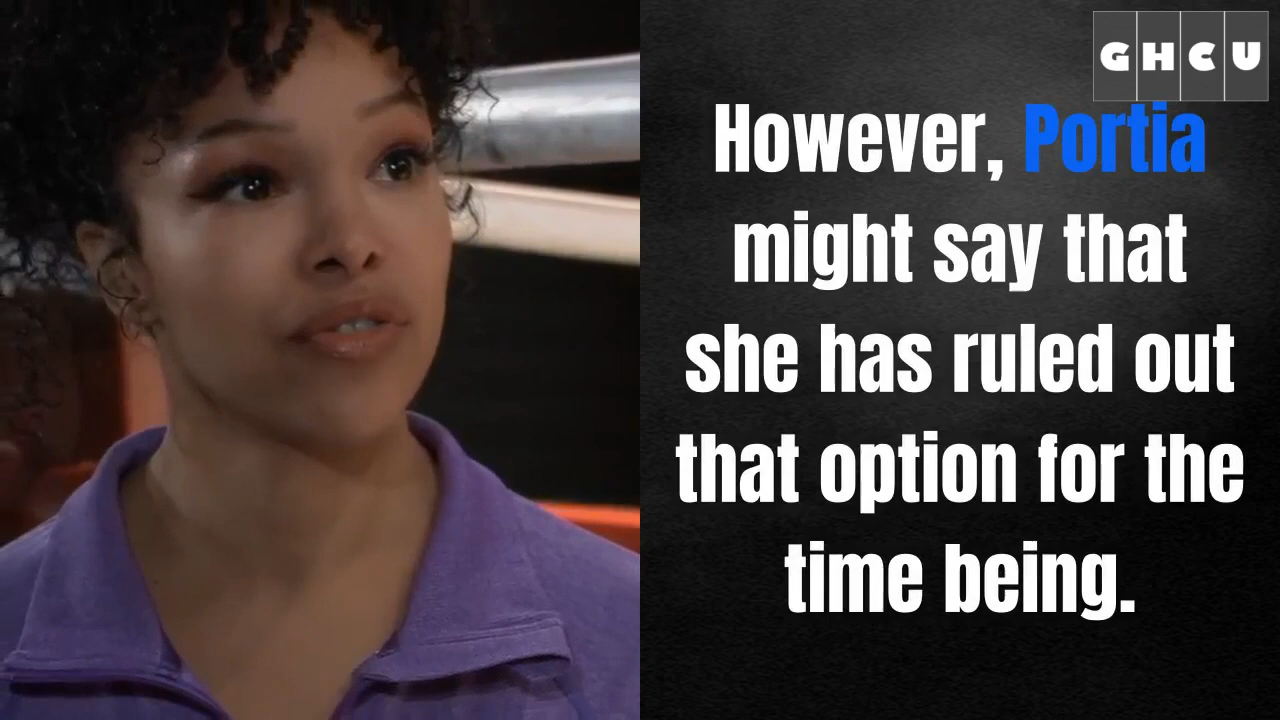 GHCU
However, Portia
might say that
she has ruled out
that option for the
time being.